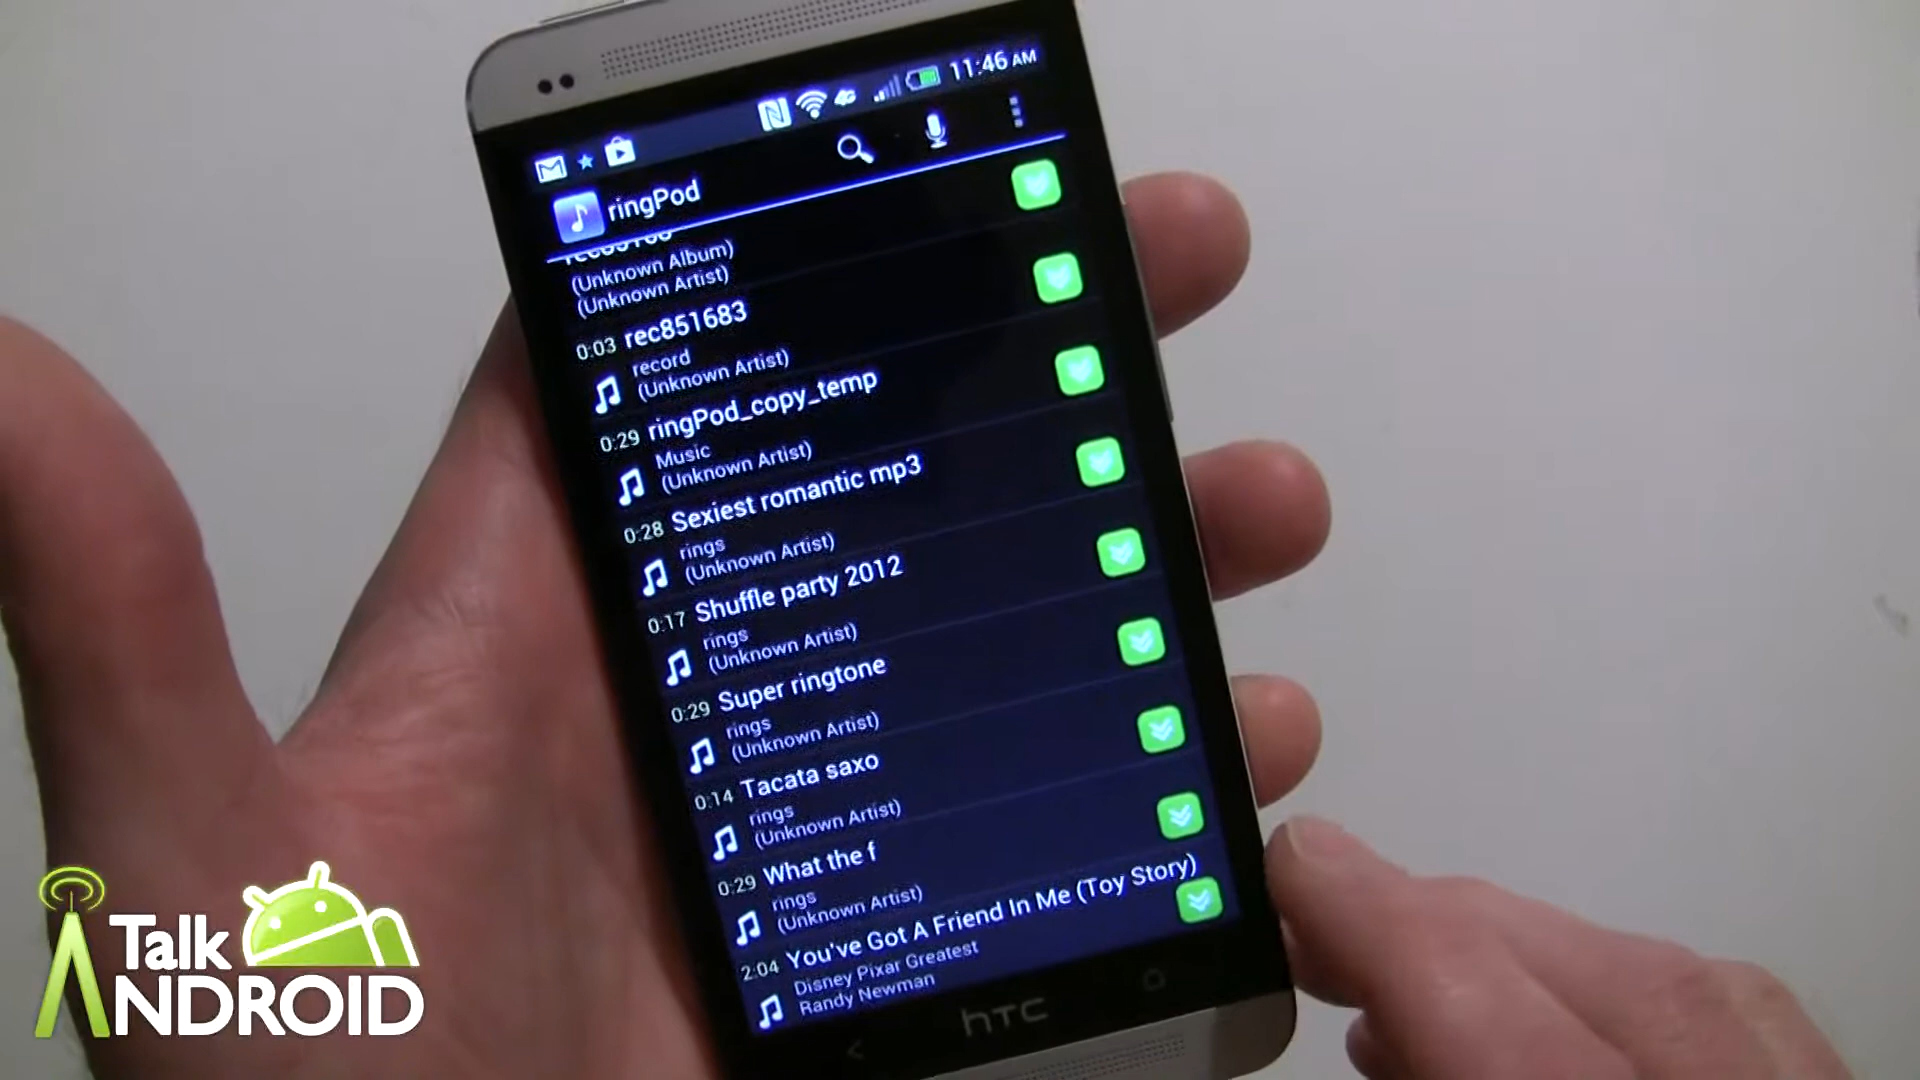 11:46 AM
4G
ringPod
(Unknown Album)
(Unknown Artist)
0:03 rec851683
record
(Unknown Artist)
0:29 ringPod_copy_temp
Music
(Unknown Artist)
0:28 Sexiest romantic mp3
rings
(Unknown Artist)
0:17 Shuffle party 2012
rings
(Unknown Artist)
0:29 Super ringtone
rings
(Unknown Artist)
0:14 Tacata saxo
rings
(Unknown Artist)
0:29 What the f
rings
(Unknown Artist)
2:04 You've Got A Friend In Me (Toy Story)
Disney Pixar Greatest
Randy Newman
hTC
Talk
ANDROID